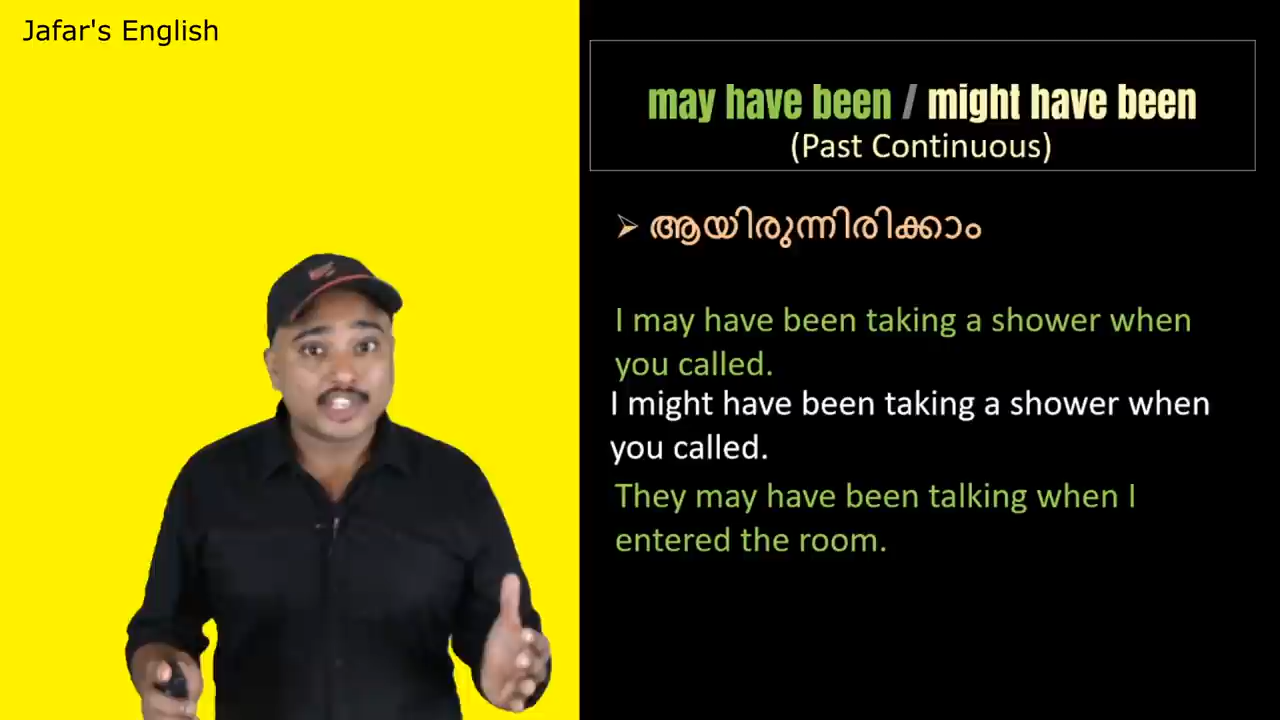 Jafar's English
may have been / might have been
(Past Continuous)
➢ ആയിരുന്നിരിക്കാം
I may have been taking a shower when
you called.
I might have been taking a shower when
you called.
They may have been talking when I
entered the room.